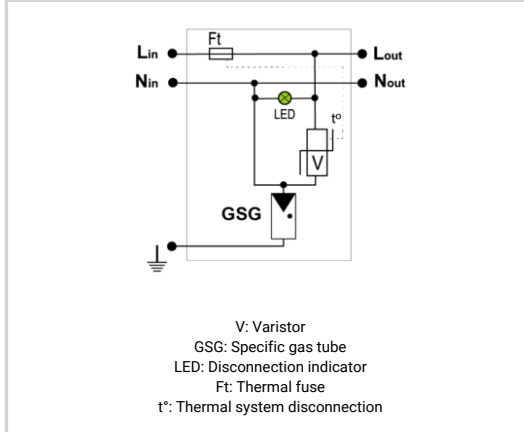 Ft
Lin Lout
Nin Nout
LED
t°
V
GSG
V: Varistor
GSG: Specific gas tube
LED: Disconnection indicator
Ft: Thermal fuse
t°: Thermal system disconnection